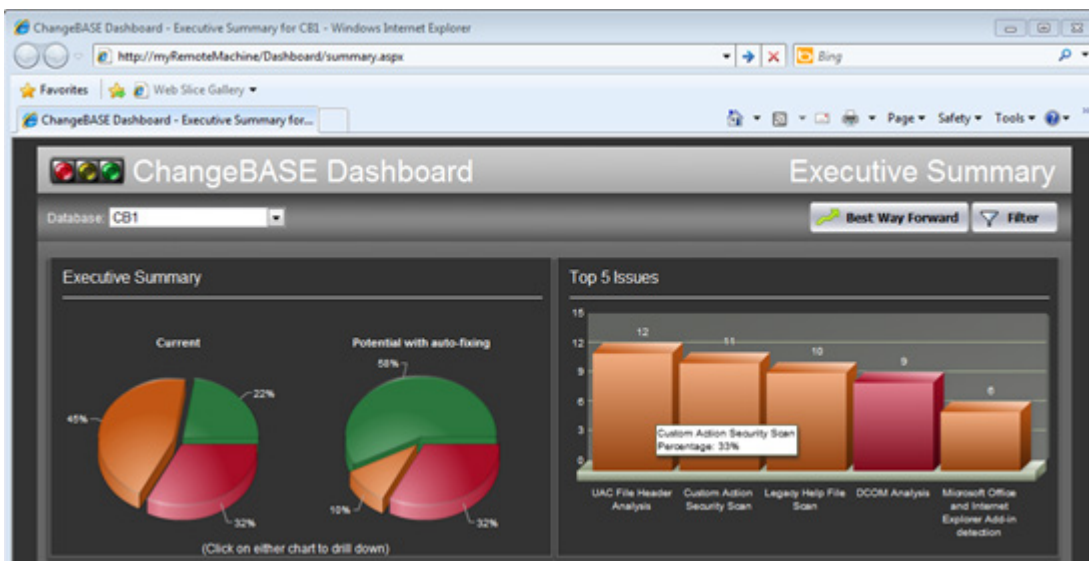 ChangeBASE Dashboard - Executive Summary for CB1 - Windows Internet Explorer
http://myRemoteMachine/Dashboard/summary.aspx
Bing
Favorites
Web Slice Gallery
ChangeBASE Dashboard - Executive Summary for...
Page Safety Tools
ChangeBASE Dashboard
Executive Summary
Database: CB1
Best Way Forward
Filter
Executive Summary
Current
45%
22%
32%
Potential with auto-fixing
58%
10%
32%
(Click on either chart to drill down)
Top 5 Issues
15
12
9
6
3
0
12
11
10
9
6
Custom Action Security Scan
Percentage: 33%
UAC File Header
Analysis
Custom Action
Security Scan
Legacy Help File
Scan
DCOM Analysis
Microsoft Office
and Internet
Explorer Add-in
detection